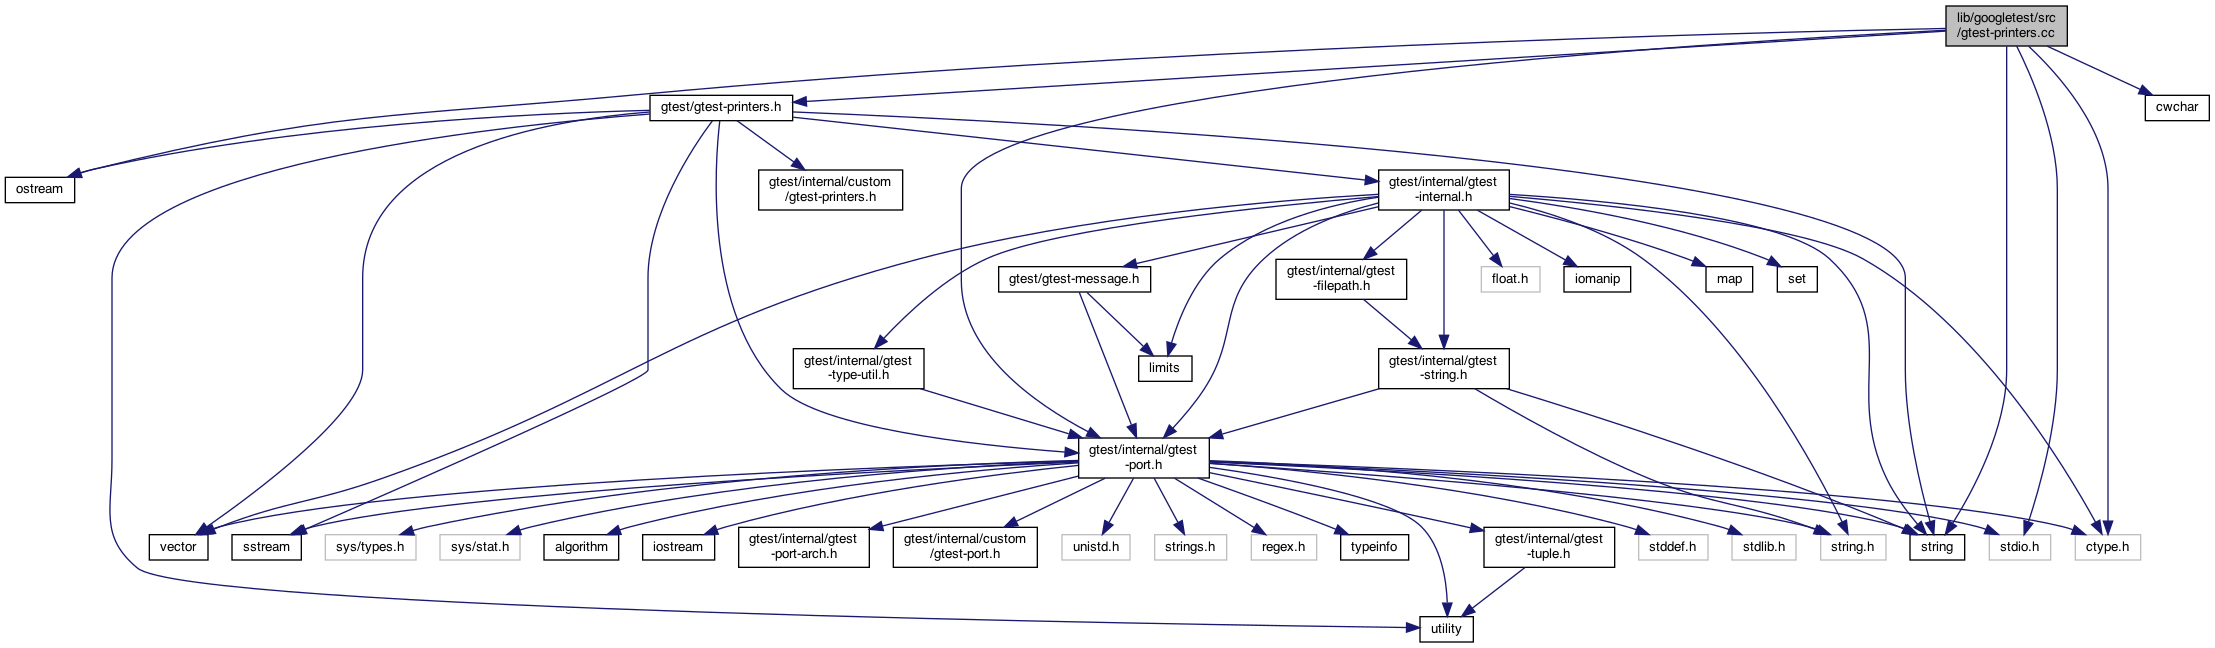 lib/googletest/src
/gtest-printers.cc
gtest/gtest-printers.h
cwchar
ostream
gtest/internal/custom
/gtest-printers.h
gtest/internal/gtest
-internal.h
gtest/gtest-message.h
gtest/internal/gtest
-filepath.h
float.h
iomanip
map
set
gtest/internal/gtest
-type-util.h
limits
gtest/internal/gtest
-string.h
gtest/internal/gtest
-port.h
vector
sstream
sys/types.h
sys/stat.h
algorithm
iostream
gtest/internal/gtest
-port-arch.h
gtest/internal/custom
/gtest-port.h
unistd.h
strings.h
regex.h
typeinfo
gtest/internal/gtest
-tuple.h
stddef.h
stdlib.h
string.h
string
stdio.h
ctype.h
utility